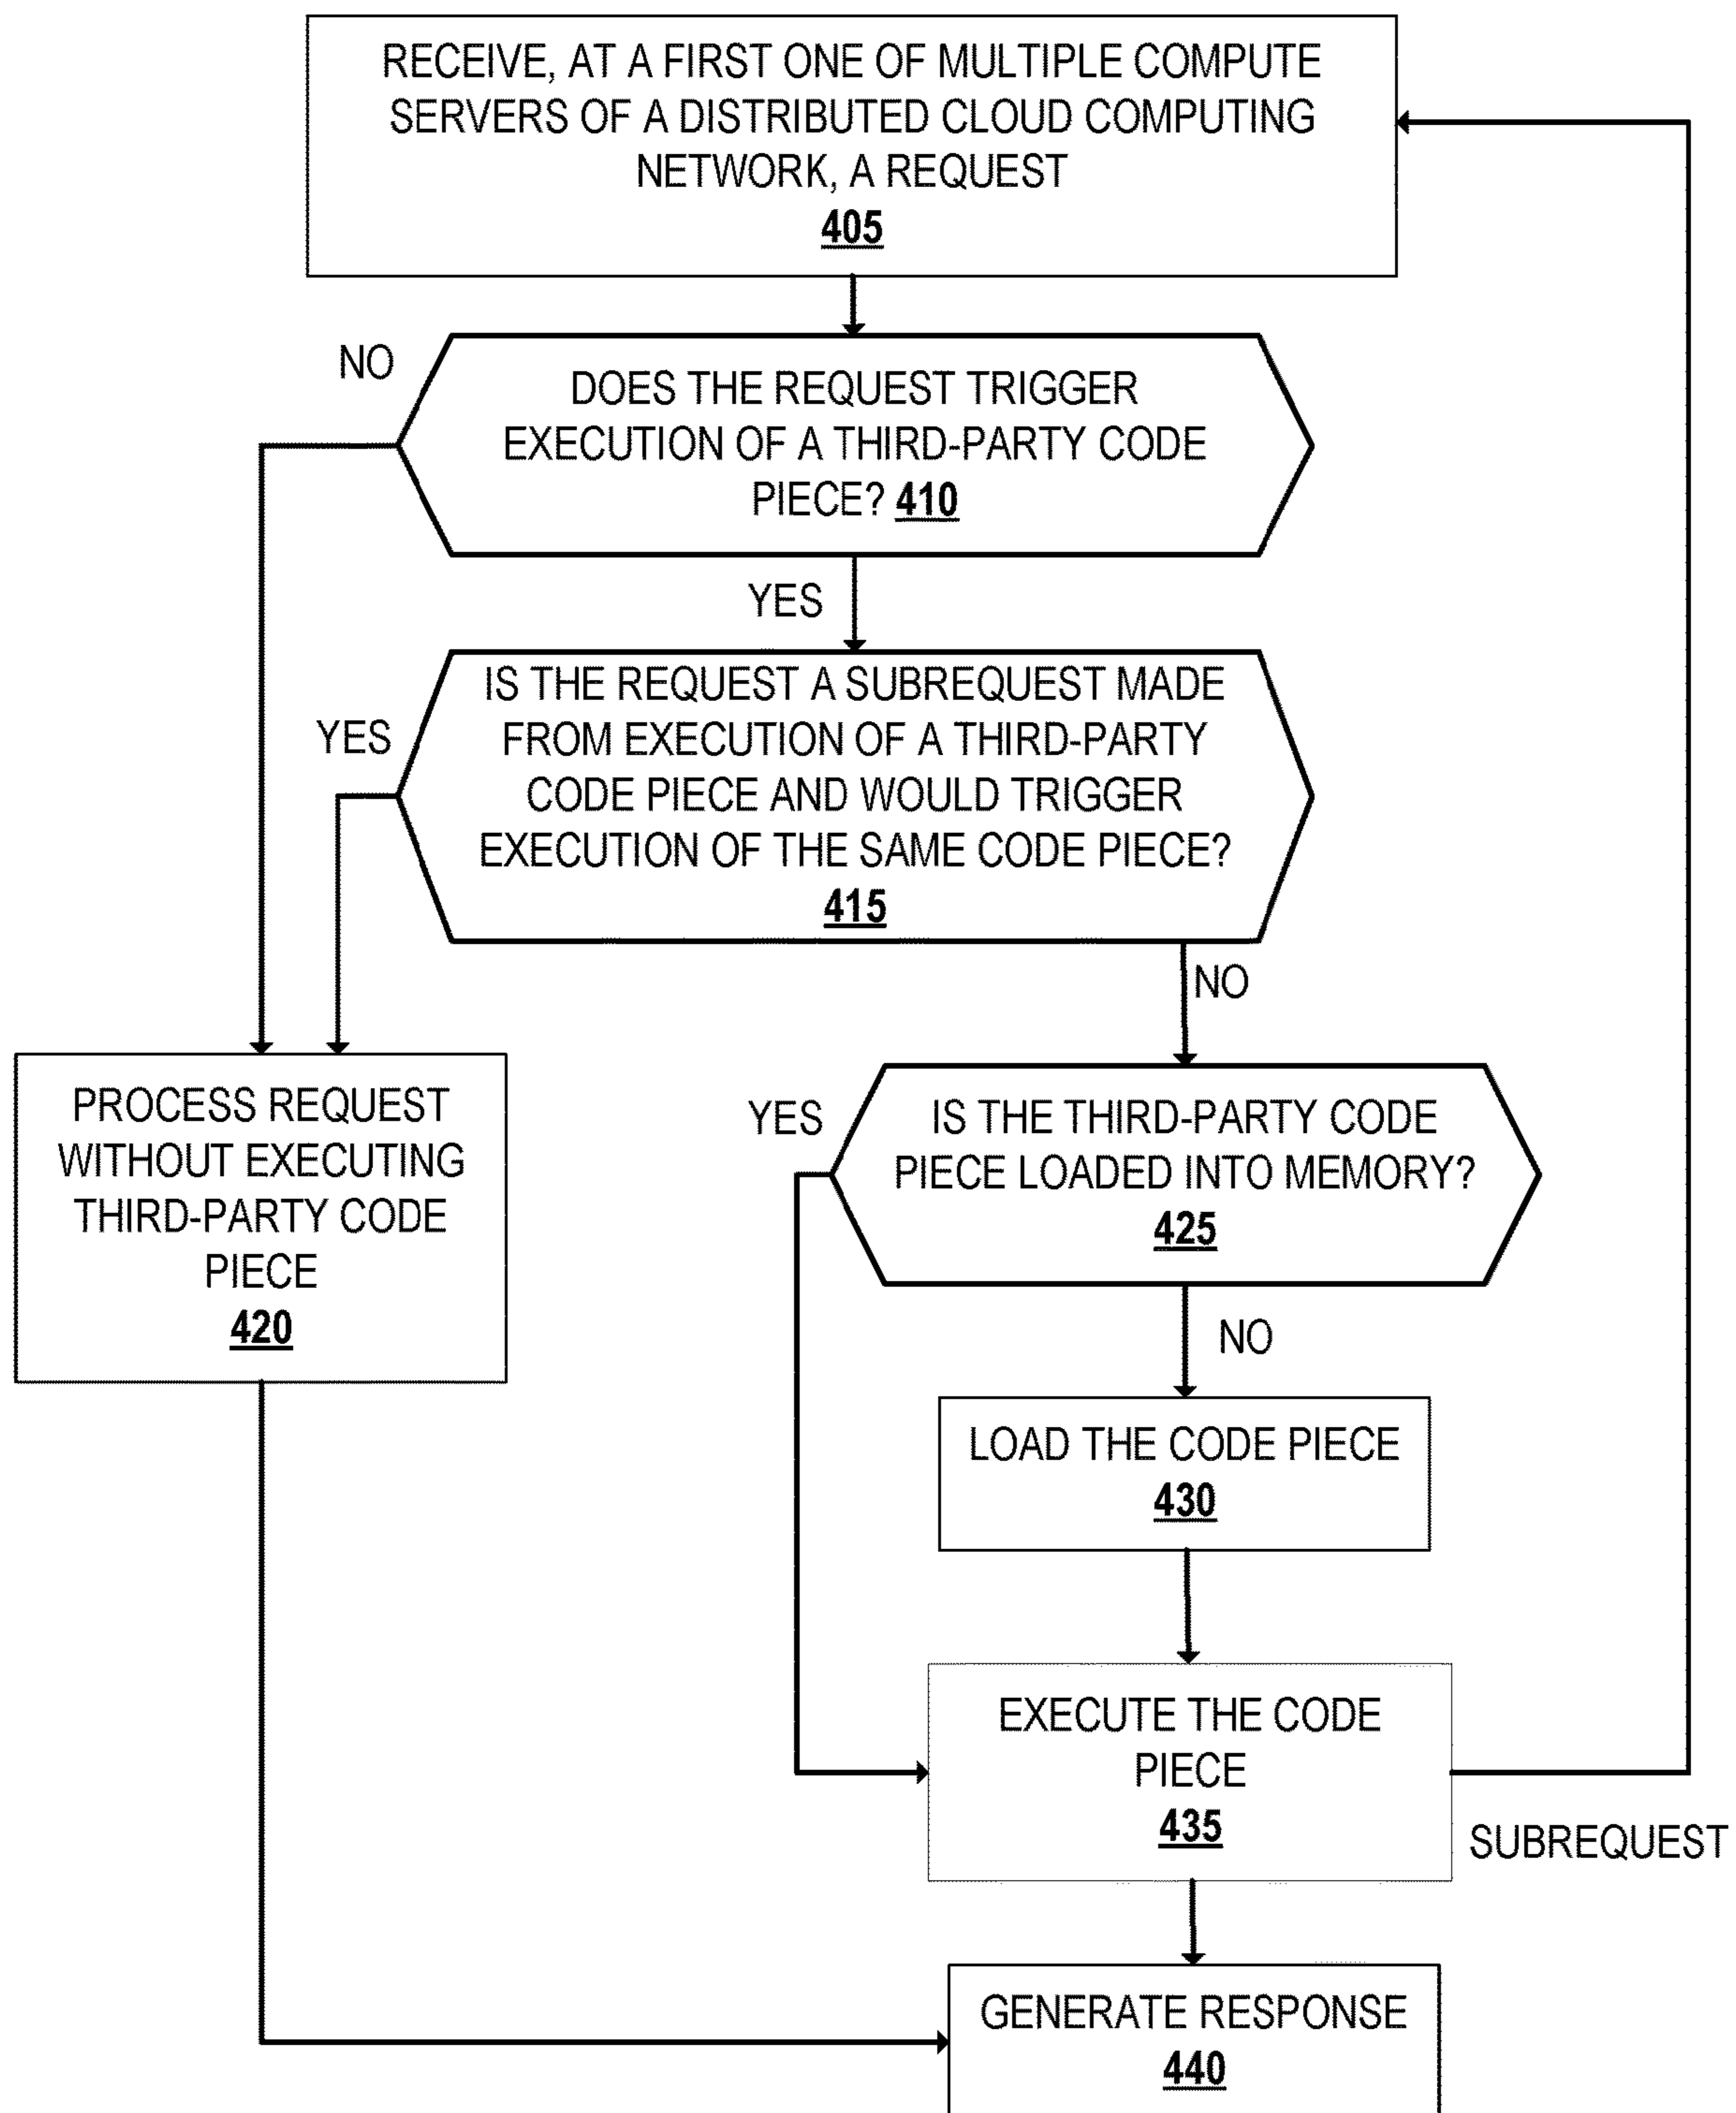 RECEIVE, AT A FIRST ONE OF MULTIPLE COMPUTE
SERVERS OF A DISTRIBUTED CLOUD COMPUTING
NETWORK, A REQUEST
405
NO
DOES THE REQUEST TRIGGER
EXECUTION OF A THIRD-PARTY CODE
PIECE? 410
YES
IS THE REQUEST A SUBREQUEST MADE
FROM EXECUTION OF A THIRD-PARTY
CODE PIECE AND WOULD TRIGGER
EXECUTION OF THE SAME CODE PIECE?
415
YES
NO
PROCESS REQUEST
WITHOUT EXECUTING
THIRD-PARTY CODE
PIECE
420
YES
IS THE THIRD-PARTY CODE
PIECE LOADED INTO MEMORY?
425
NO
LOAD THE CODE PIECE
430
EXECUTE THE CODE
PIECE
435
SUBREQUEST
GENERATE RESPONSE
440